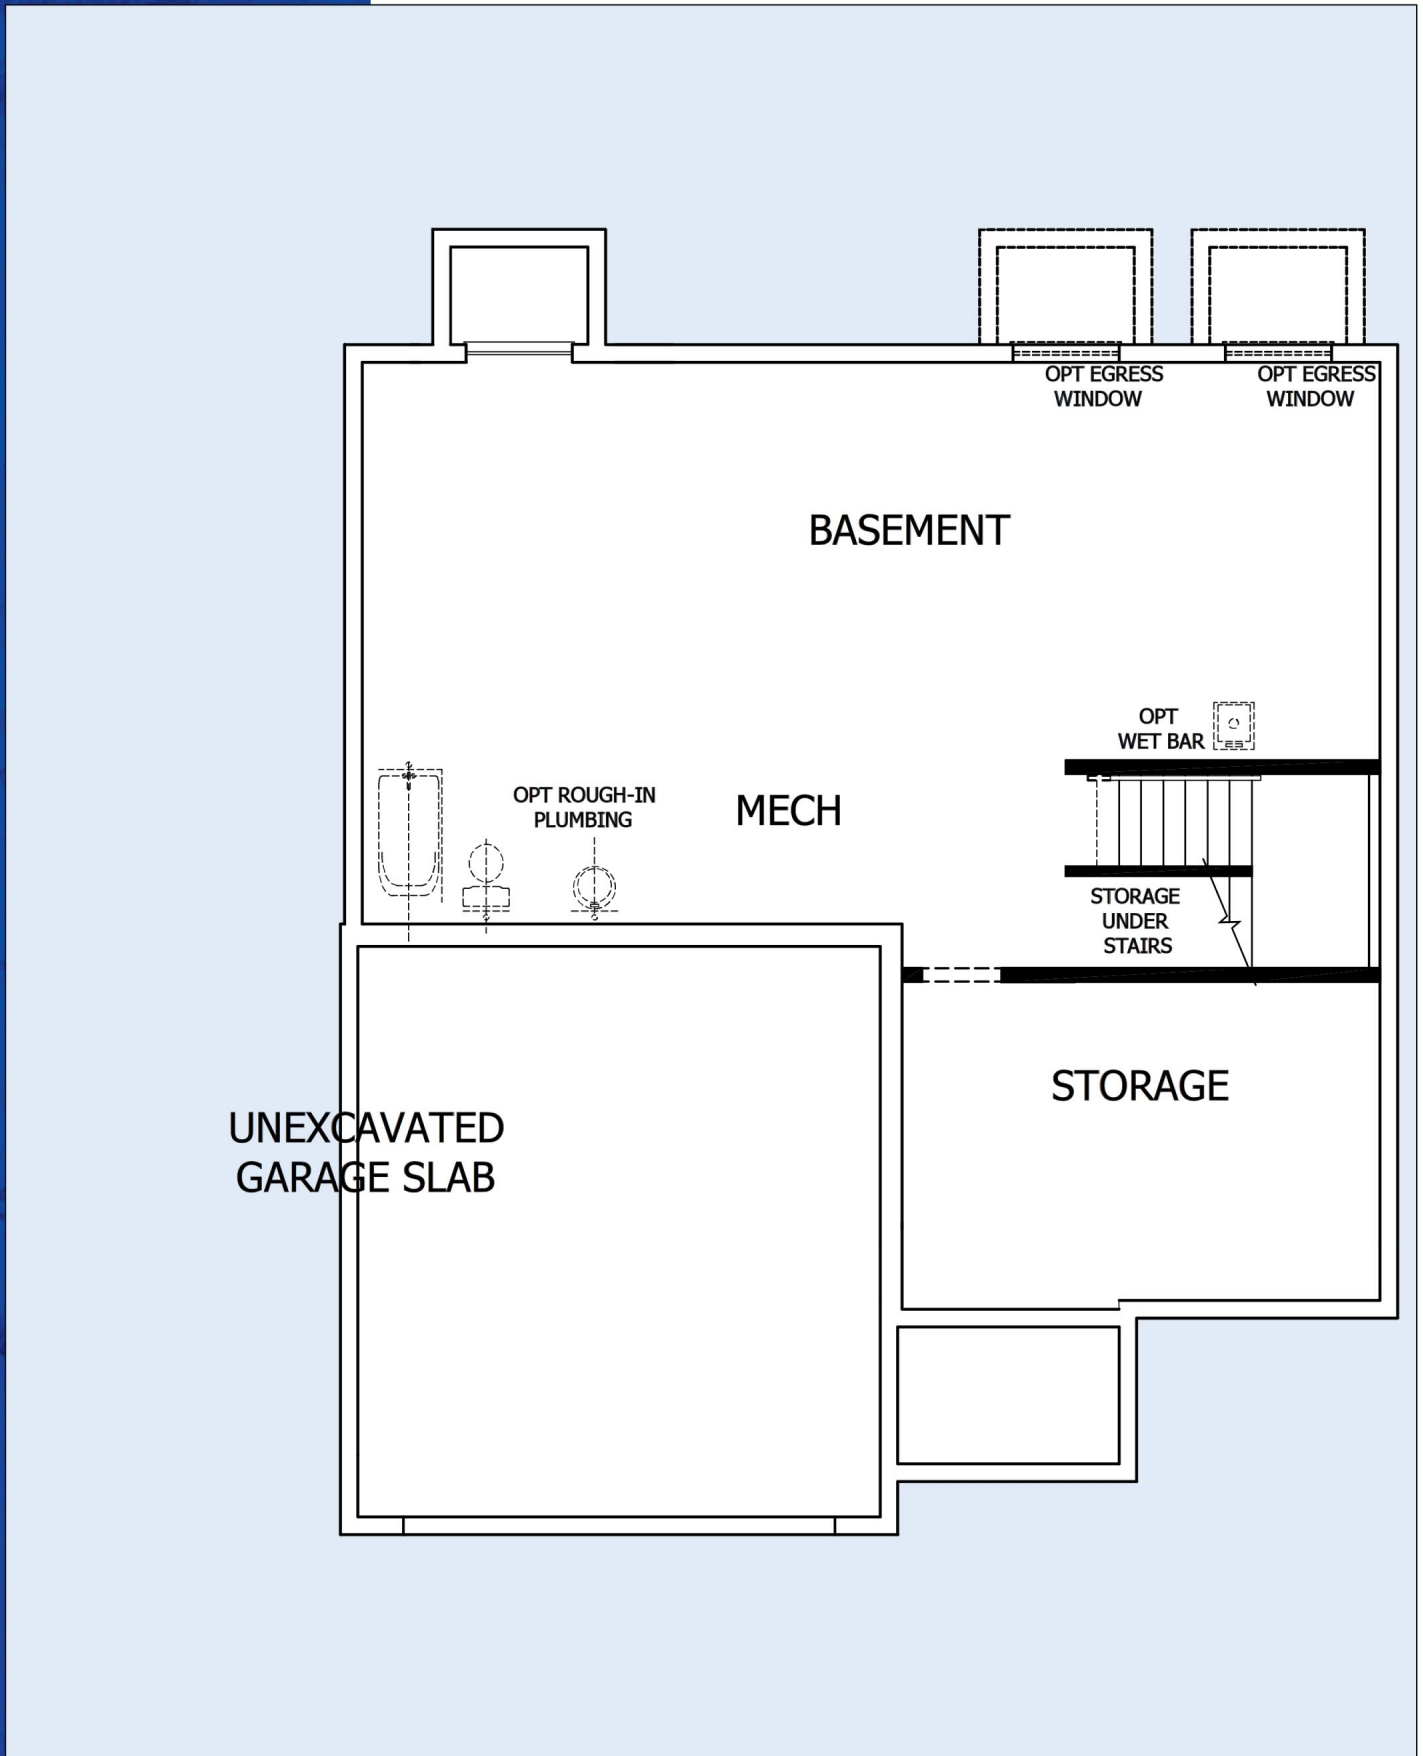 OPT EGRESS
WINDOW
OPT EGRESS
WINDOW
BASEMENT
OPT
WET BAR
OPT ROUGH-IN
PLUMBING
MECH
STORAGE
UNDER
STAIRS
STORAGE
UNEXCAVATED
GARAGE SLAB